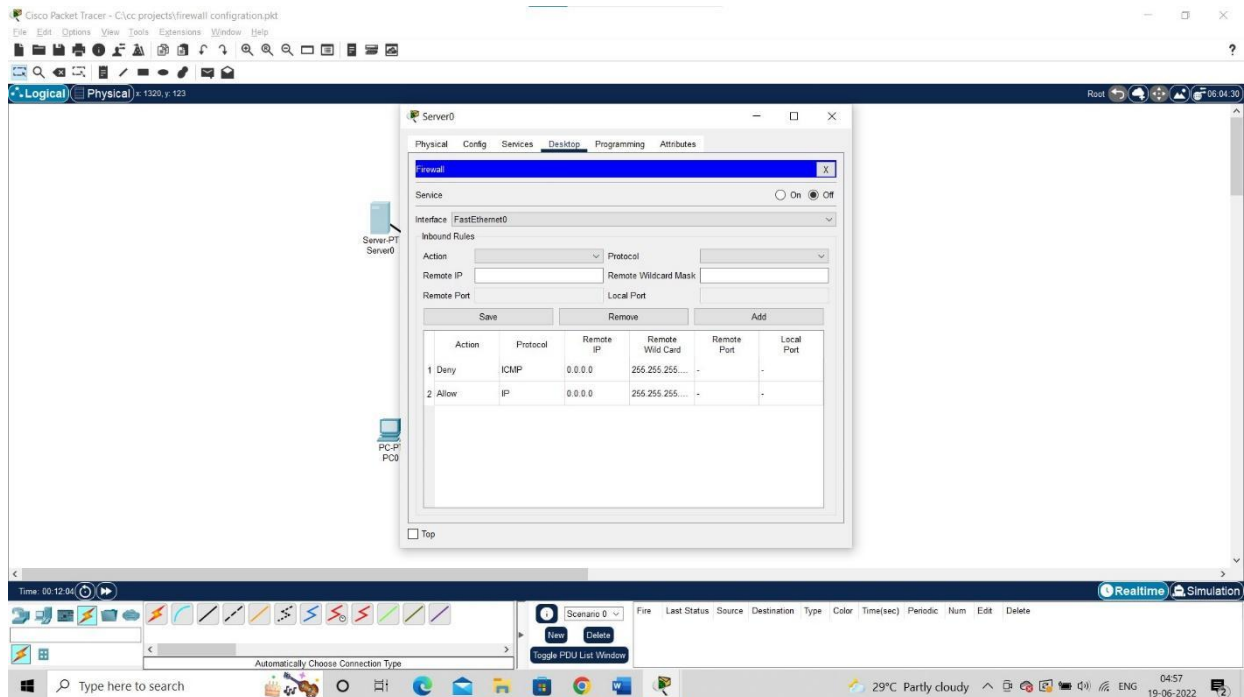 Cisco Packet Tracer - C:\cc projects\firewall configration.pkt
File Edit Options View Tools Extensions Window Help
?
Logical Physical x: 1320, y: 123 Root 06:04:30
Server0
Physical Config Services Desktop Programming Attributes
Firewall X
Service On Off
Interface FastEthernet0
Inbound Rules
Action Protocol
Remote IP Remote Wildcard Mask
Remote Port Local Port
Save Remove Add
Action Protocol Remote IP Remote Wild Card Remote Port Local Port
1 Deny ICMP 0.0.0.0 255.255.255.... - -
2 Allow IP 0.0.0.0 255.255.255.... - -
Top
Server-PT
Server0
PC-P
PC0
Time: 00:12:04 Realtime Simulation
Scenario 0 Fire Last Status Source Destination Type Color Time(sec) Periodic Num Edit Delete
New Delete
Toggle PDU List Window
Automatically Choose Connection Type
Type here to search 29°C Partly cloudy ENG 04:57
19-06-2022
2